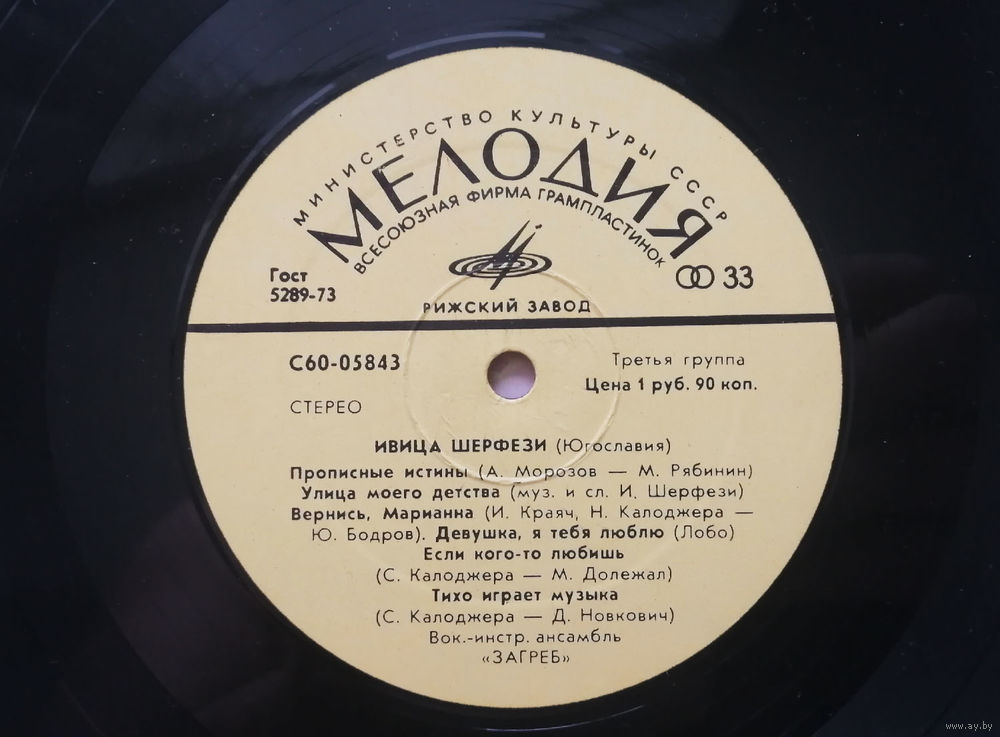 МИНИСТЕРСТВО КУЛЬТУРЫ СССР
МЕЛОДИЯ
ВСЕСОЮЗНАЯ ФИРМА ГРАМПЛАСТИНОК
Гост
5289-73
33
РИЖСКИЙ ЗАВОД
С60-05843
Третья группа
Цена 1 руб. 90 коп.
СТЕРЕО
ИВИЦА ШЕРФЕЗИ (Югославия)
Прописные истины (А. Морозов — М. Рябинин)
Улица моего детства (муз. и сл. И. Шерфези)
Вернись, Марианна (И. Краяч, Н. Калоджера —
Ю. Бодров). Девушка, я тебя люблю (Лобо)
Если кого-то любишь
(С. Калоджера — М. Долежал)
Тихо играет музыка
(С. Калоджера — Д. Новкович)
Вок.-инстр. ансамбль
«ЗАГРЕБ»
www.ay.by